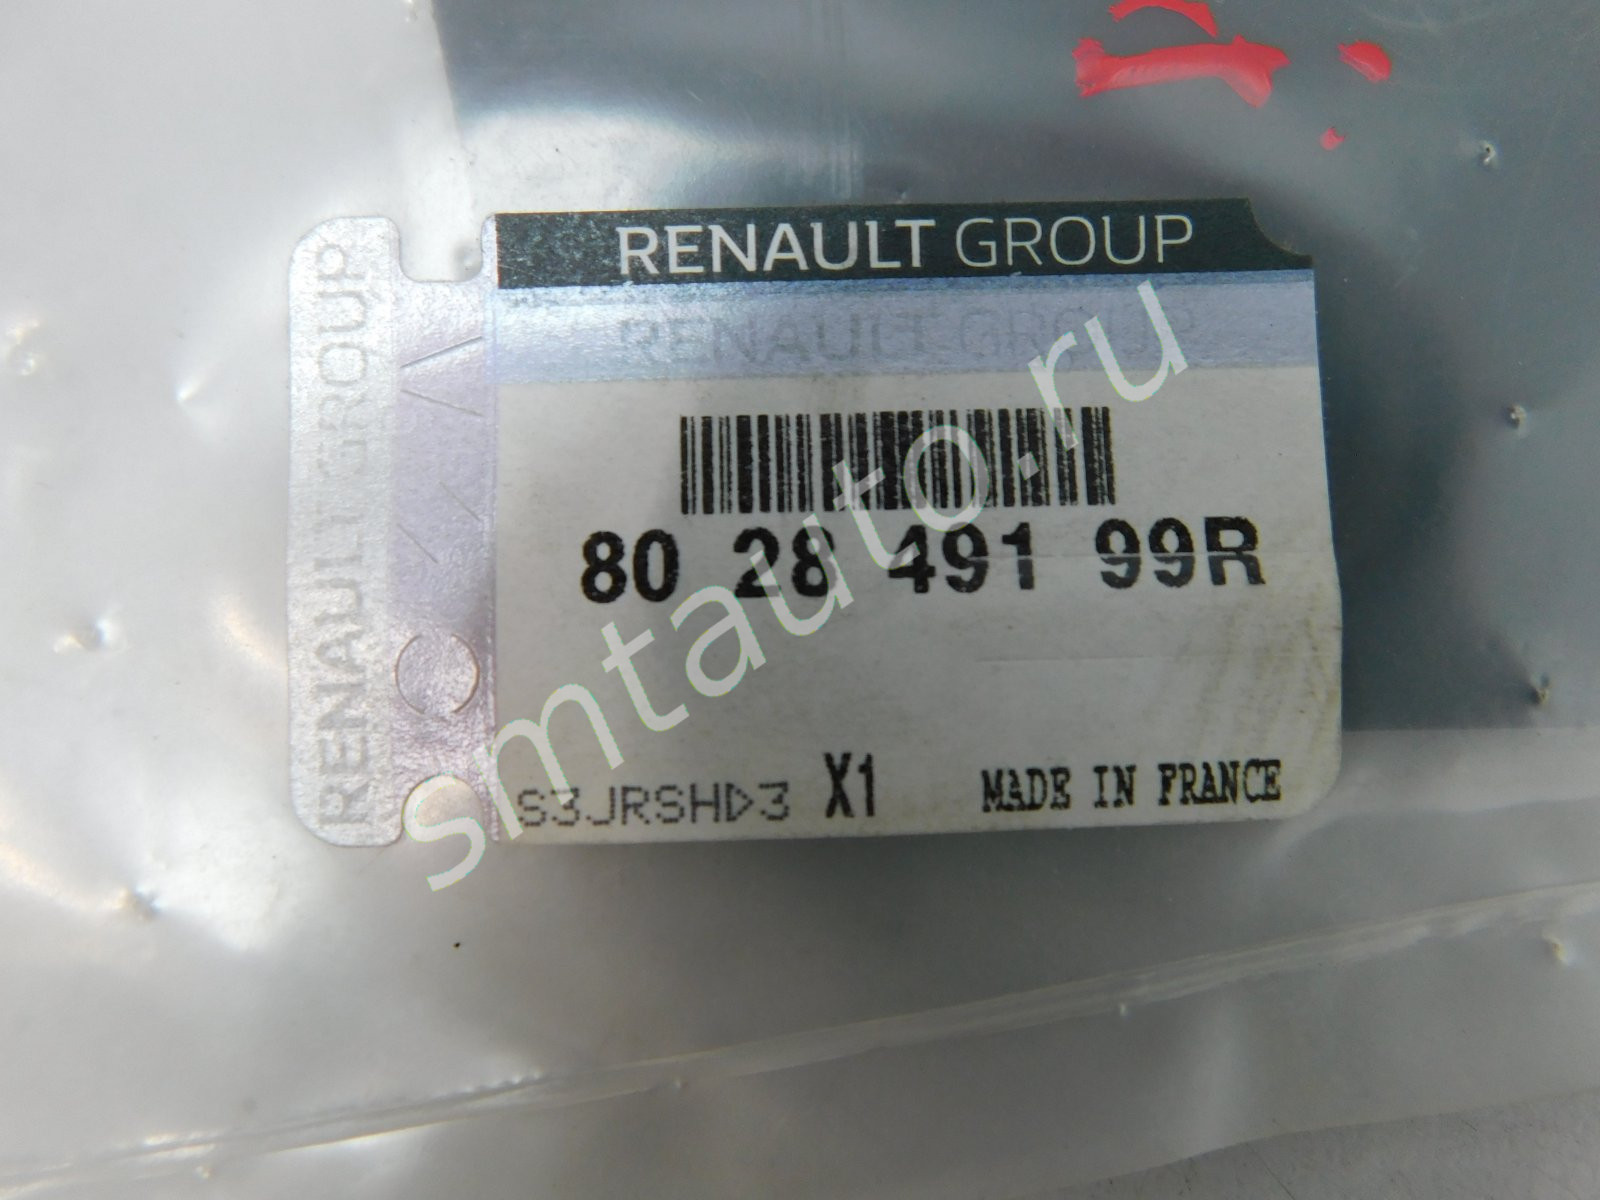 RENAULT GROUP
RENAULT GROUP
RENAULT GROUP
80 28 491 99R
S3JRSHD3 X1 MADE IN FRANCE
smtauto.ru